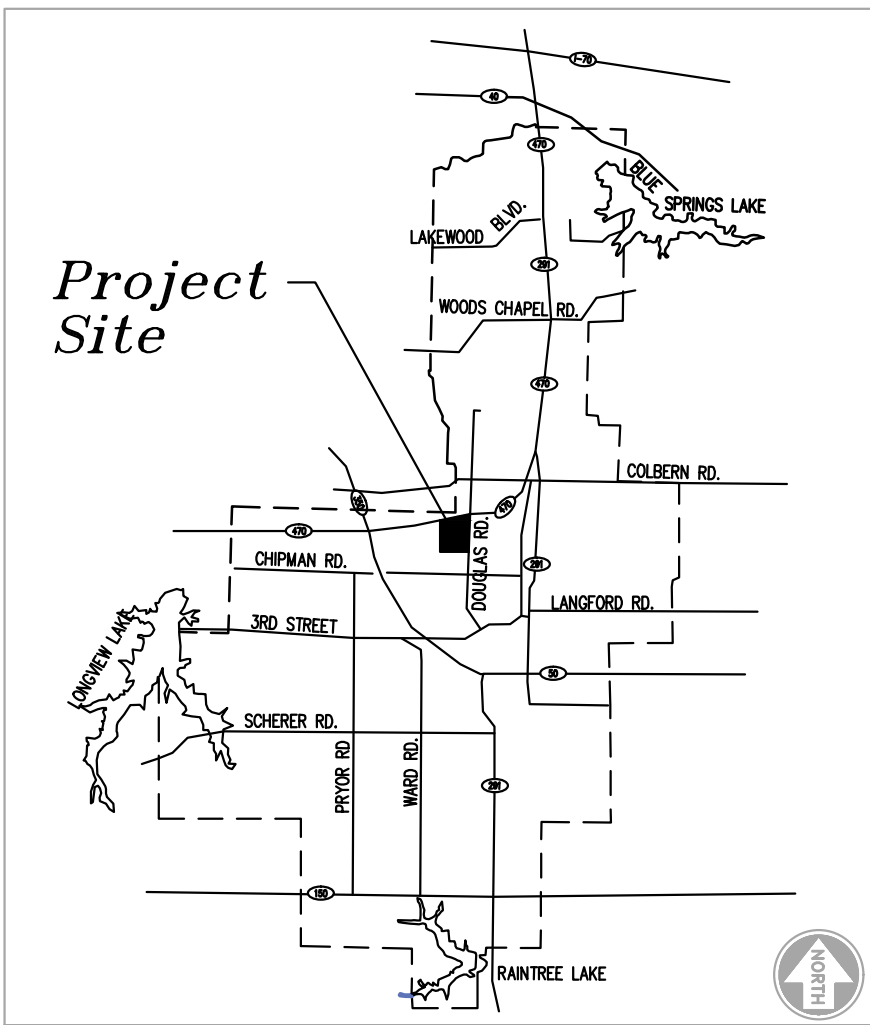 I-70
40
470
BLUE
SPRINGS LAKE
LAKEWOOD BLVD.
291
WOODS CHAPEL RD.
Project
Site
470
COLBERN RD.
470
470
DOUGLAS RD.
CHIPMAN RD.
291
LANGFORD RD.
3RD STREET
LONGVIEW LAKE
50
SCHERER RD.
PRYOR RD
WARD RD.
291
150
RAINTREE LAKE
NORTH